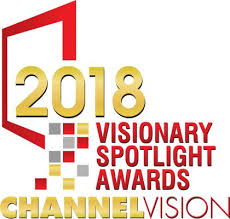 2018
VISIONARY
SPOTLIGHT
AWARDS
CHANNELVISION